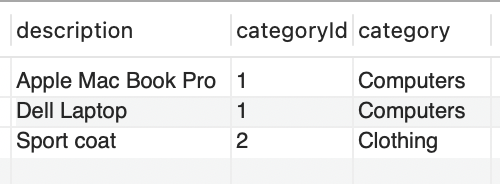 description categoryId category
Apple Mac Book Pro 1 Computers
Dell Laptop 1 Computers
Sport coat 2 Clothing